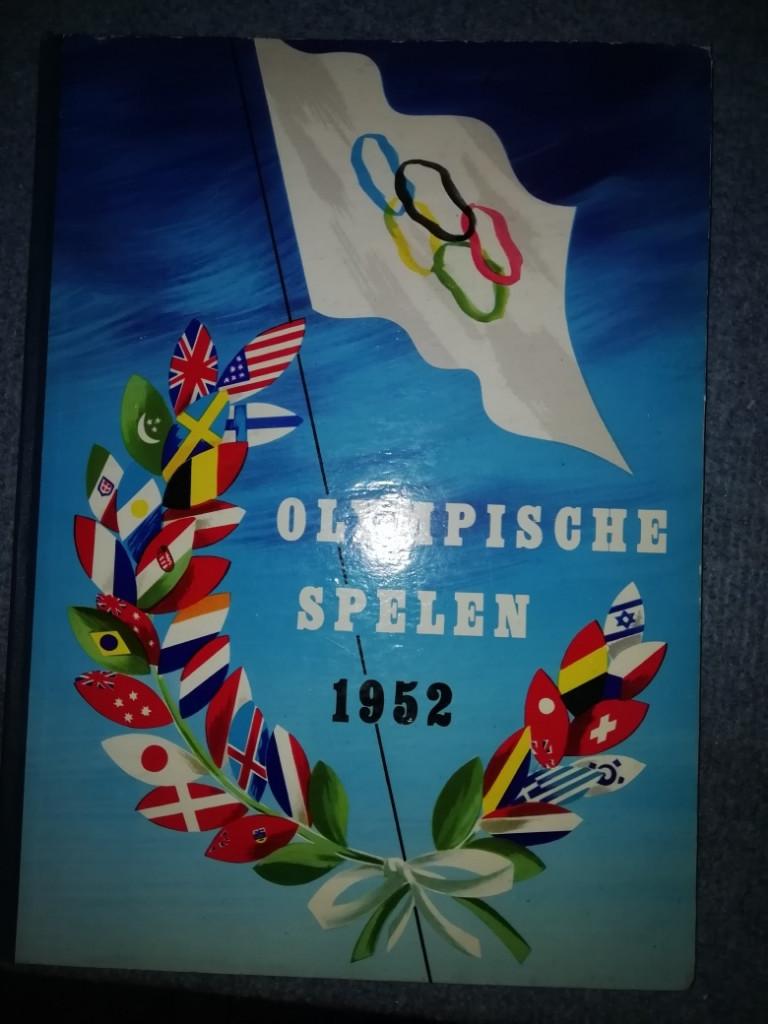 OLYMPISCHE
SPELEN
1952